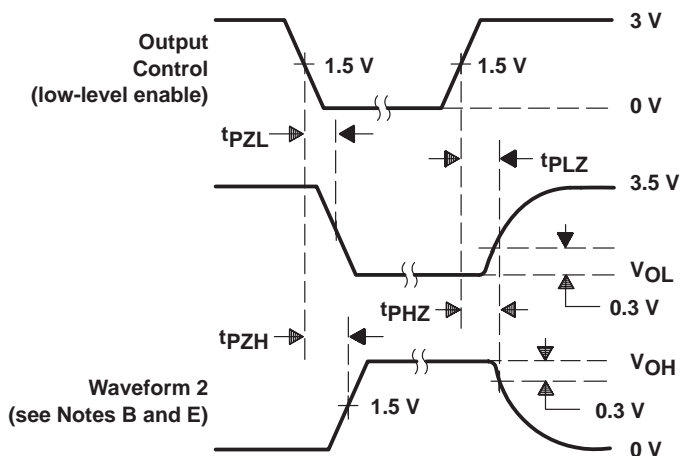 Output
Control
(low-level enable)
1.5 V
1.5 V
3 V
0 V
tPZL
tPLZ
3.5 V
VOL
0.3 V
tPZH
tPHZ
VOH
Waveform 2
(see Notes B and E)
1.5 V
0.3 V
0 V